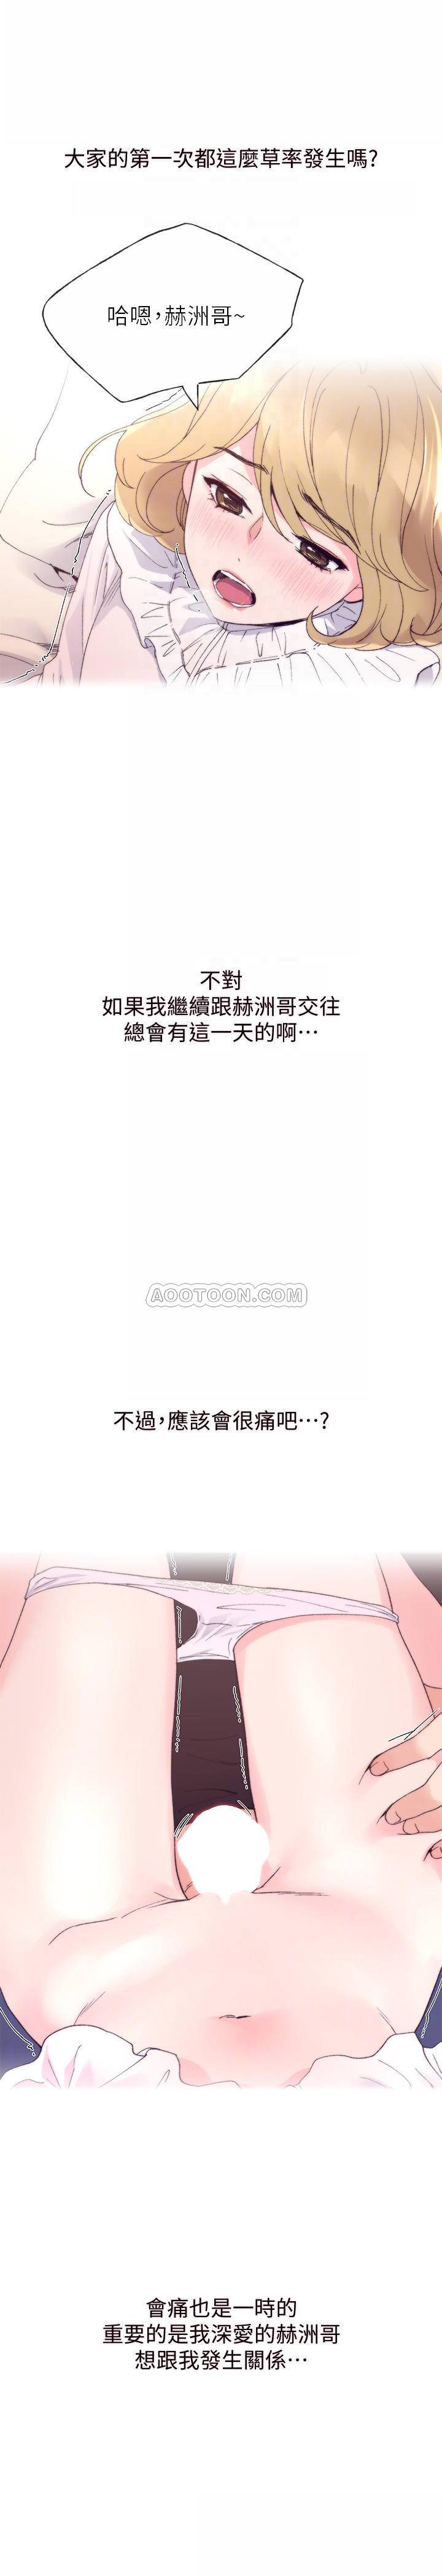 大家的第一次都這麼草率發生嗎?
哈嗯,赫洲哥~
不對
如果我繼續跟赫洲哥交往
總會有這一天的啊…
AOOTOON.COM
不過,應該會很痛吧…?
會痛也是一時的
重要的是我深愛的赫洲哥
想跟我發生關係…